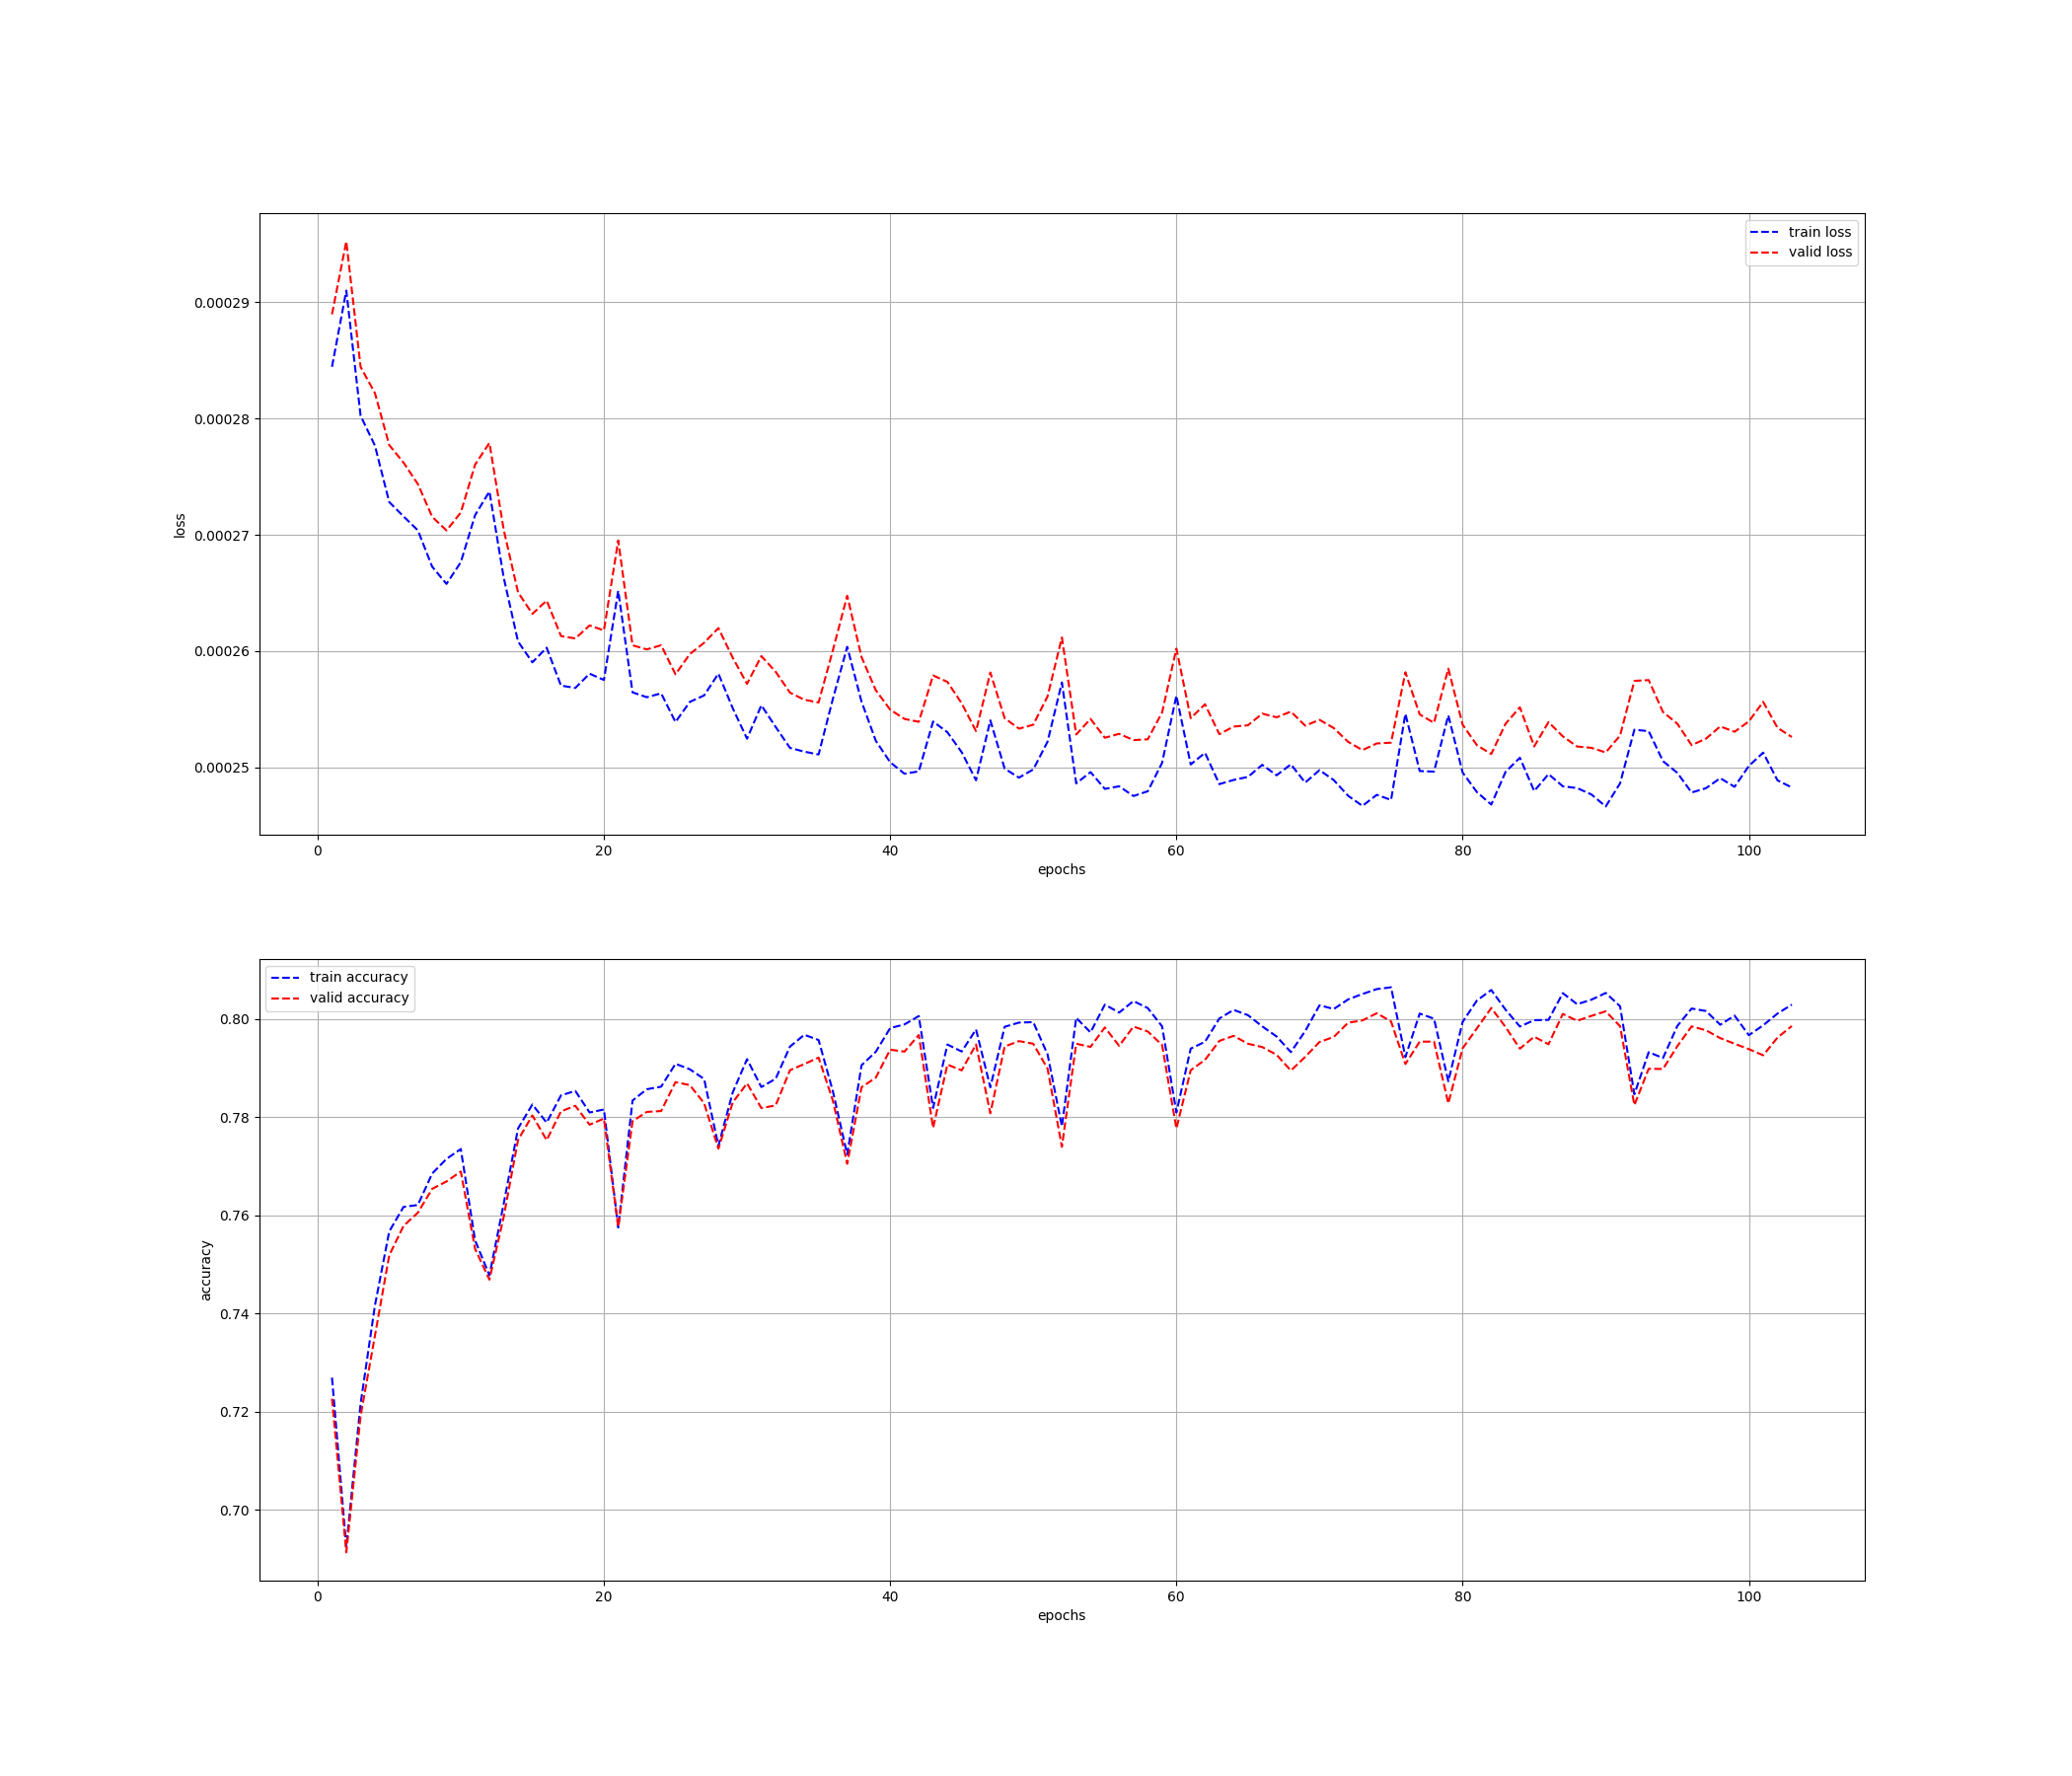 train loss
valid loss
0.00029
0.00028
0.00027
0.00026
0.00025
loss
0 20 40 60 80 100
epochs
train accuracy
valid accuracy
0.80
0.78
0.76
0.74
0.72
0.70
accuracy
0 20 40 60 80 100
epochs